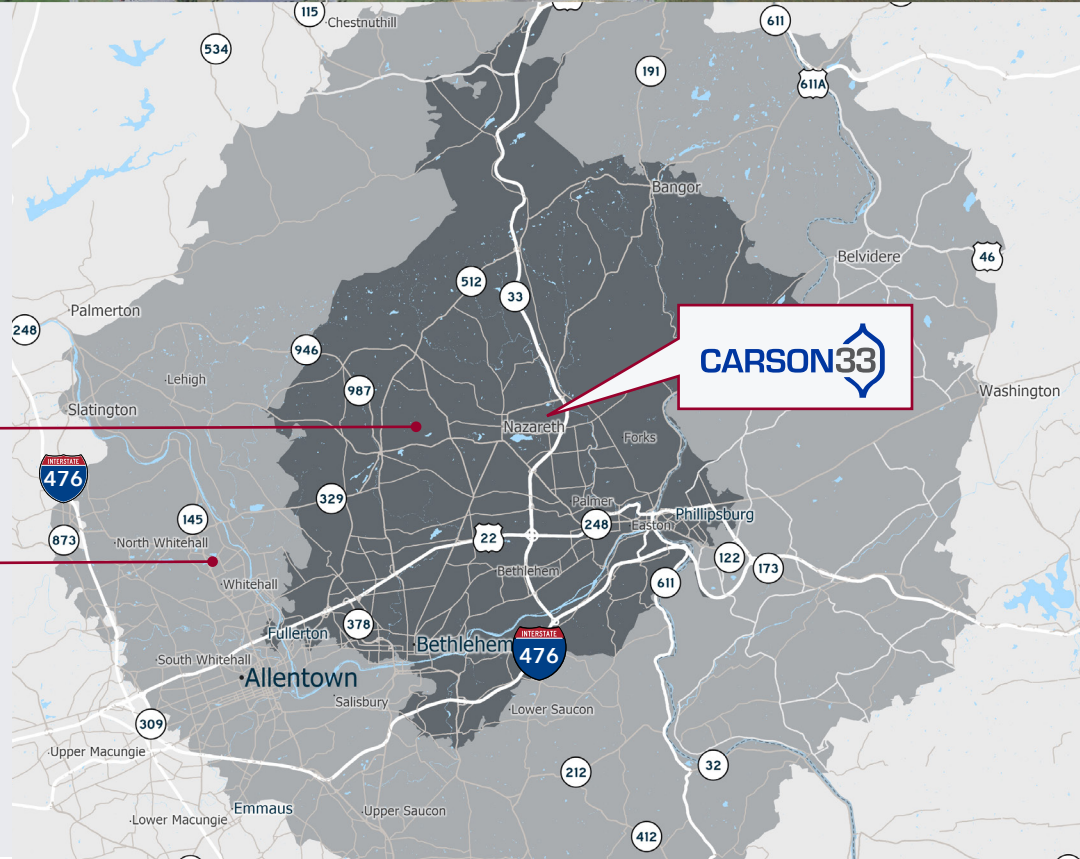 115
Chestnuthill
611
534
191
611A
Bangor
Belvidere
46
512
33
Palmerton
248
946
CARSON33
Lehigh
987
Washington
Slatington
Nazareth
Forks
INTERSTATE
476
329
Palmer
145
Phillipsburg
248
Easton
873
22
North Whitehall
122
173
Bethlehem
Whitehall
611
378
Fullerton
Bethlehem
INTERSTATE
476
South Whitehall
Allentown
Salisbury
Lower Saucon
309
Upper Macungie
32
212
Emmaus
Upper Saucon
Lower Macungie
412